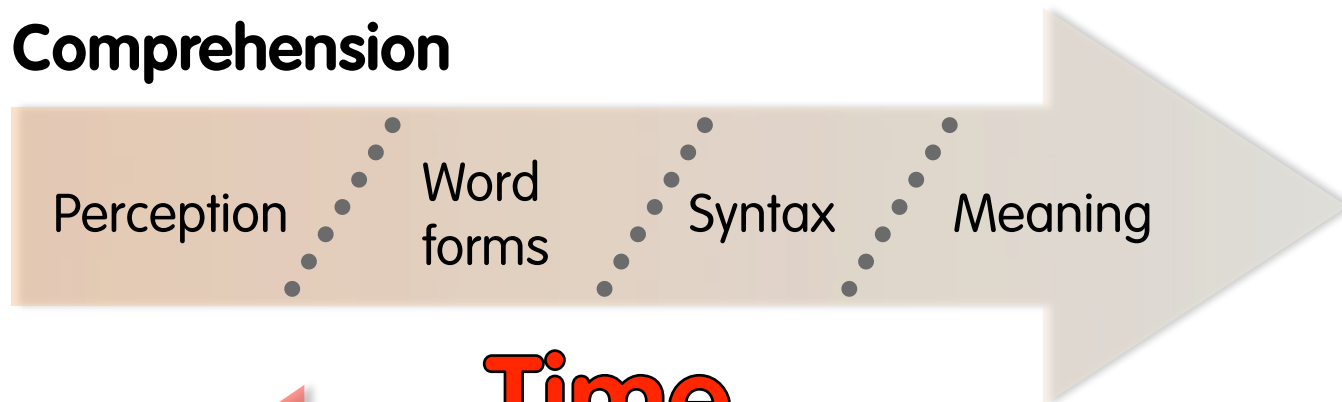 Comprehension
Perception
Word
forms
Syntax
Meaning
Time